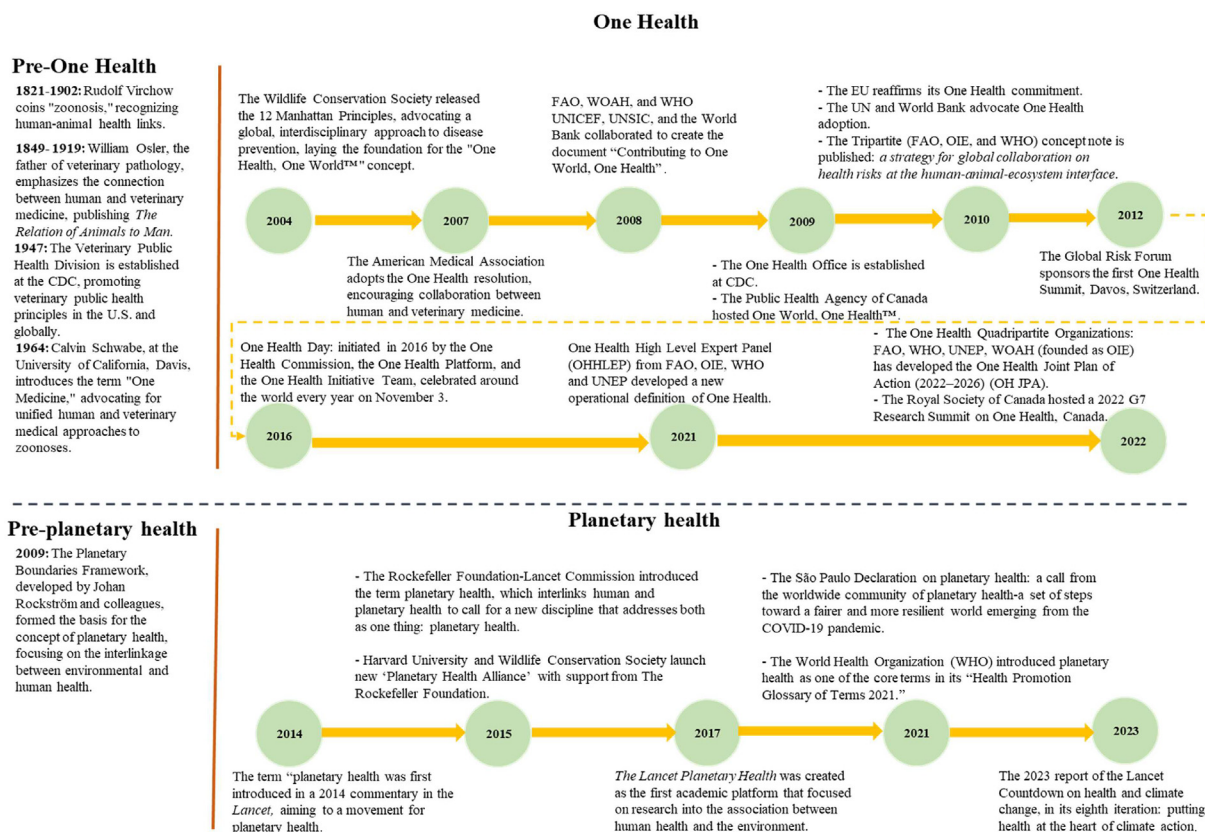 One Health
Pre-One Health
1821-1902: Rudolf Virchow
coins "zoonosis," recognizing
human-animal health links.
1849-1919: William Osler, the
father of veterinary pathology,
emphasizes the connection
between human and veterinary
medicine, publishing The
Relation of Animals to Man.
1947: The Veterinary Public
Health Division is established
at the CDC, promoting
veterinary public health
principles in the U.S. and
globally.
1964: Calvin Schwabe, at the
University of California, Davis,
introduces the term "One
Medicine," advocating for
unified human and veterinary
medical approaches to
zoonoses.
The Wildlife Conservation Society released
the 12 Manhattan Principles, advocating a
global, interdisciplinary approach to disease
prevention, laying the foundation for the "One
Health, One World™" concept.
FAO, WOAH, and WHO
UNICEF, UNSIC, and the World
Bank collaborated to create the
document “Contributing to One
World, One Health”.
- The EU reaffirms its One Health commitment.
- The UN and World Bank advocate One Health
adoption.
- The Tripartite (FAO, OIE, and WHO) concept note is
published: a strategy for global collaboration on
health risks at the human-animal-ecosystem interface.
2004
2007
2008
2009
2010
2012
The American Medical Association
adopts the One Health resolution,
encouraging collaboration between
human and veterinary medicine.
- The One Health Office is established
at CDC.
- The Public Health Agency of Canada
hosted One World, One Health™.
The Global Risk Forum
sponsors the first One Health
Summit, Davos, Switzerland.
One Health Day: initiated in 2016 by the One
Health Commission, the One Health Platform, and
the One Health Initiative Team, celebrated around
the world every year on November 3.
One Health High Level Expert Panel
(OHHLEP) from FAO, OIE, WHO
and UNEP developed a new
operational definition of One Health.
- The One Health Quadripartite Organizations:
FAO, WHO, UNEP, WOAH (founded as OIE)
has developed the One Health Joint Plan of
Action (2022–2026) (OH JPA).
- The Royal Society of Canada hosted a 2022 G7
Research Summit on One Health, Canada.
2016
2021
2022
Planetary health
Pre-planetary health
2009: The Planetary
Boundaries Framework,
developed by Johan
Rockström and colleagues,
formed the basis for the
concept of planetary health,
focusing on the interlinkage
between environmental and
human health.
- The Rockefeller Foundation-Lancet Commission introduced
the term planetary health, which interlinks human and
planetary health to call for a new discipline that addresses both
as one thing: planetary health.
- Harvard University and Wildlife Conservation Society launch
new ‘Planetary Health Alliance’ with support from The
Rockefeller Foundation.
- The São Paulo Declaration on planetary health: a call from
the worldwide community of planetary health-a set of steps
toward a fairer and more resilient world emerging from the
COVID-19 pandemic.
- The World Health Organization (WHO) introduced planetary
health as one of the core terms in its “Health Promotion
Glossary of Terms 2021.”
2014
2015
2017
2021
2023
The term “planetary health was first
introduced in a 2014 commentary in the
Lancet, aiming to a movement for
planetary health.
The Lancet Planetary Health was created
as the first academic platform that focused
on research into the association between
human health and the environment.
The 2023 report of the Lancet
Countdown on health and climate
change, in its eighth iteration: putting
health at the heart of climate action.